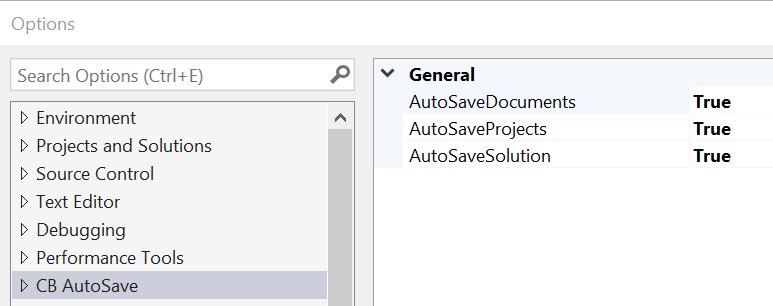 Options
Search Options (Ctrl+E)
Environment
Projects and Solutions
Source Control
Text Editor
Debugging
Performance Tools
CB AutoSave
General
AutoSaveDocuments True
AutoSaveProjects True
AutoSaveSolution True